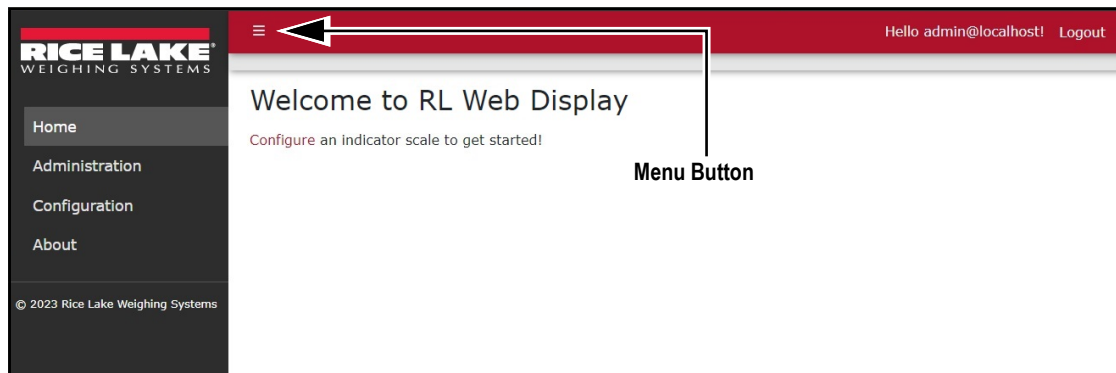 RICE LAKE®
WEIGHING SYSTEMS
Home
Administration
Configuration
About
© 2023 Rice Lake Weighing Systems
☰
Hello admin@localhost! Logout
Welcome to RL Web Display
Configure an indicator scale to get started!
Menu Button